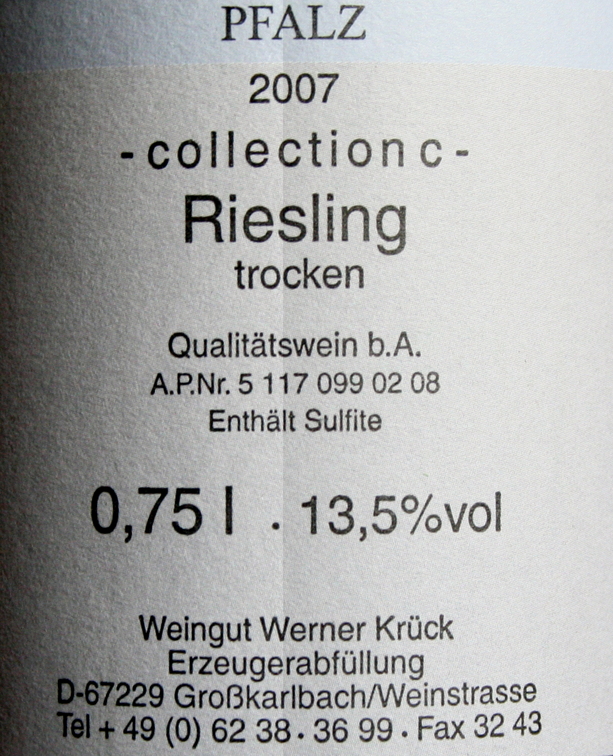 PFALZ
2007
- collection c -
Riesling
trocken
Qualitätswein b.A.
A.P.Nr. 5 117 099 02 08
Enthält Sulfite
0,75 l . 13,5%vol
Weingut Werner Krück
Erzeugerabfüllung
D-67229 Großkarlbach/Weinstrasse
Tel + 49 (0) 62 38 . 36 99 . Fax 32 43